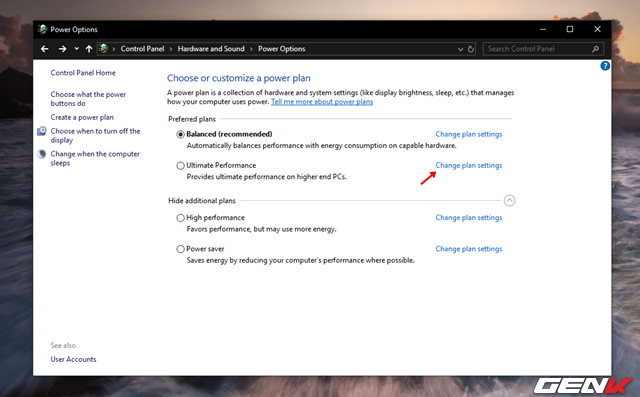 Power Options
Control Panel
Hardware and Sound
Power Options
Search Control Panel
Control Panel Home
Choose what the power
buttons do
Create a power plan
Choose when to turn off the
display
Change when the computer
sleeps
Choose or customize a power plan
A power plan is a collection of hardware and system settings (like display brightness, sleep, etc.) that manages
how your computer uses power. Tell me more about power plans
Preferred plans
Balanced (recommended) Change plan settings
Automatically balances performance with energy consumption on capable hardware.
Ultimate Performance Change plan settings
Provides ultimate performance on higher end PCs.
Hide additional plans
High performance Change plan settings
Favors performance, but may use more energy.
Power saver Change plan settings
Saves energy by reducing your computer's performance where possible.
See also
User Accounts
GENK